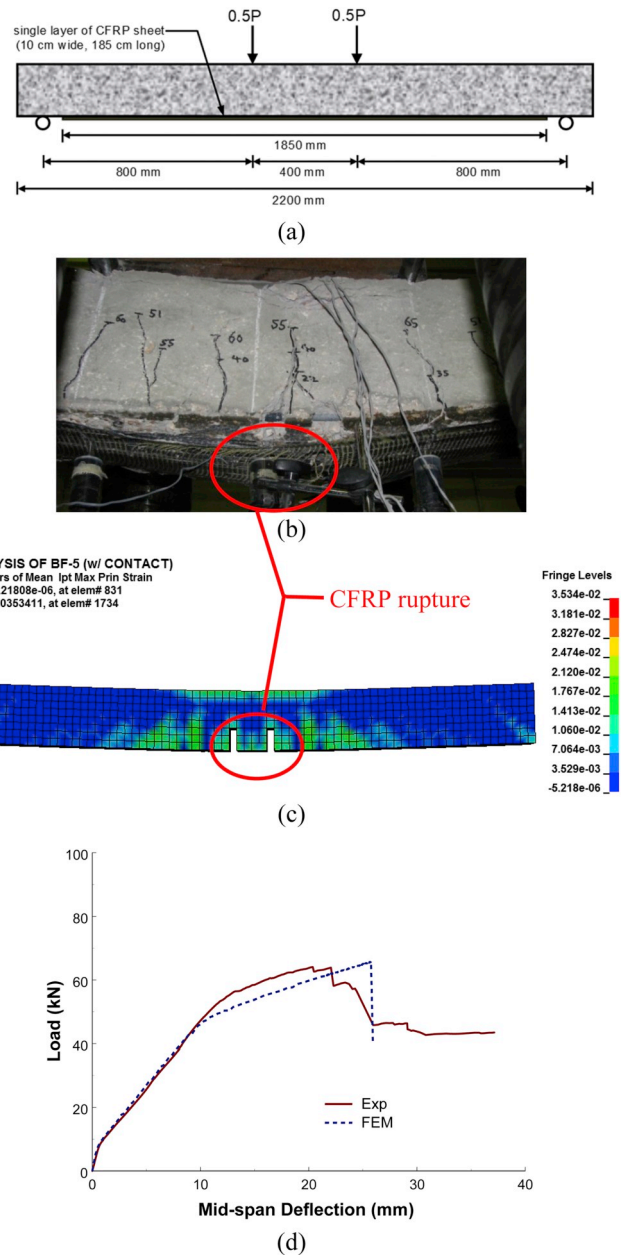 0.5P 0.5P
single layer of CFRP sheet
(10 cm wide, 185 cm long)
1850 mm
800 mm 400 mm 800 mm
2200 mm
(a)
60
51
55
60
40
55
22
65
35
51
(b)
YSIS OF BF-5 (w/ CONTACT)
rs of Mean Ipt Max Prin Strain
21808e-06, at elem# 831
0353411, at elem# 1734
Fringe Levels
3.534e-02
3.181e-02
2.827e-02
2.474e-02
2.120e-02
1.767e-02
1.413e-02
1.060e-02
7.064e-03
3.529e-03
-5.218e-06
CFRP rupture
(c)
100
80
60
40
20
0
Load (kN)
Exp
FEM
0 10 20 30 40
Mid-span Deflection (mm)
(d)